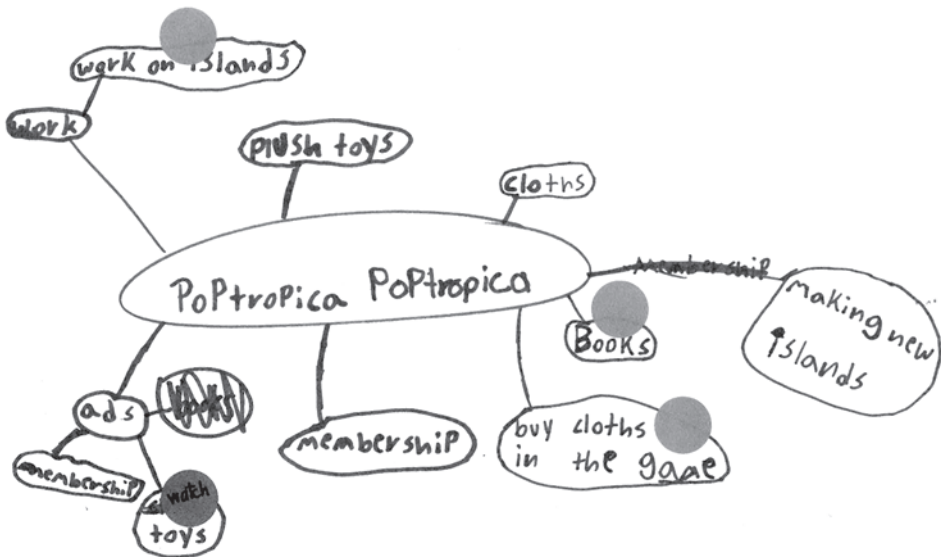 work on islands
work
plush toys
cloths
membership
PoPtroPica PoPtropica
making new
islands
Books
ads
buy cloths
in the gaae
membership
membership
watch
toys